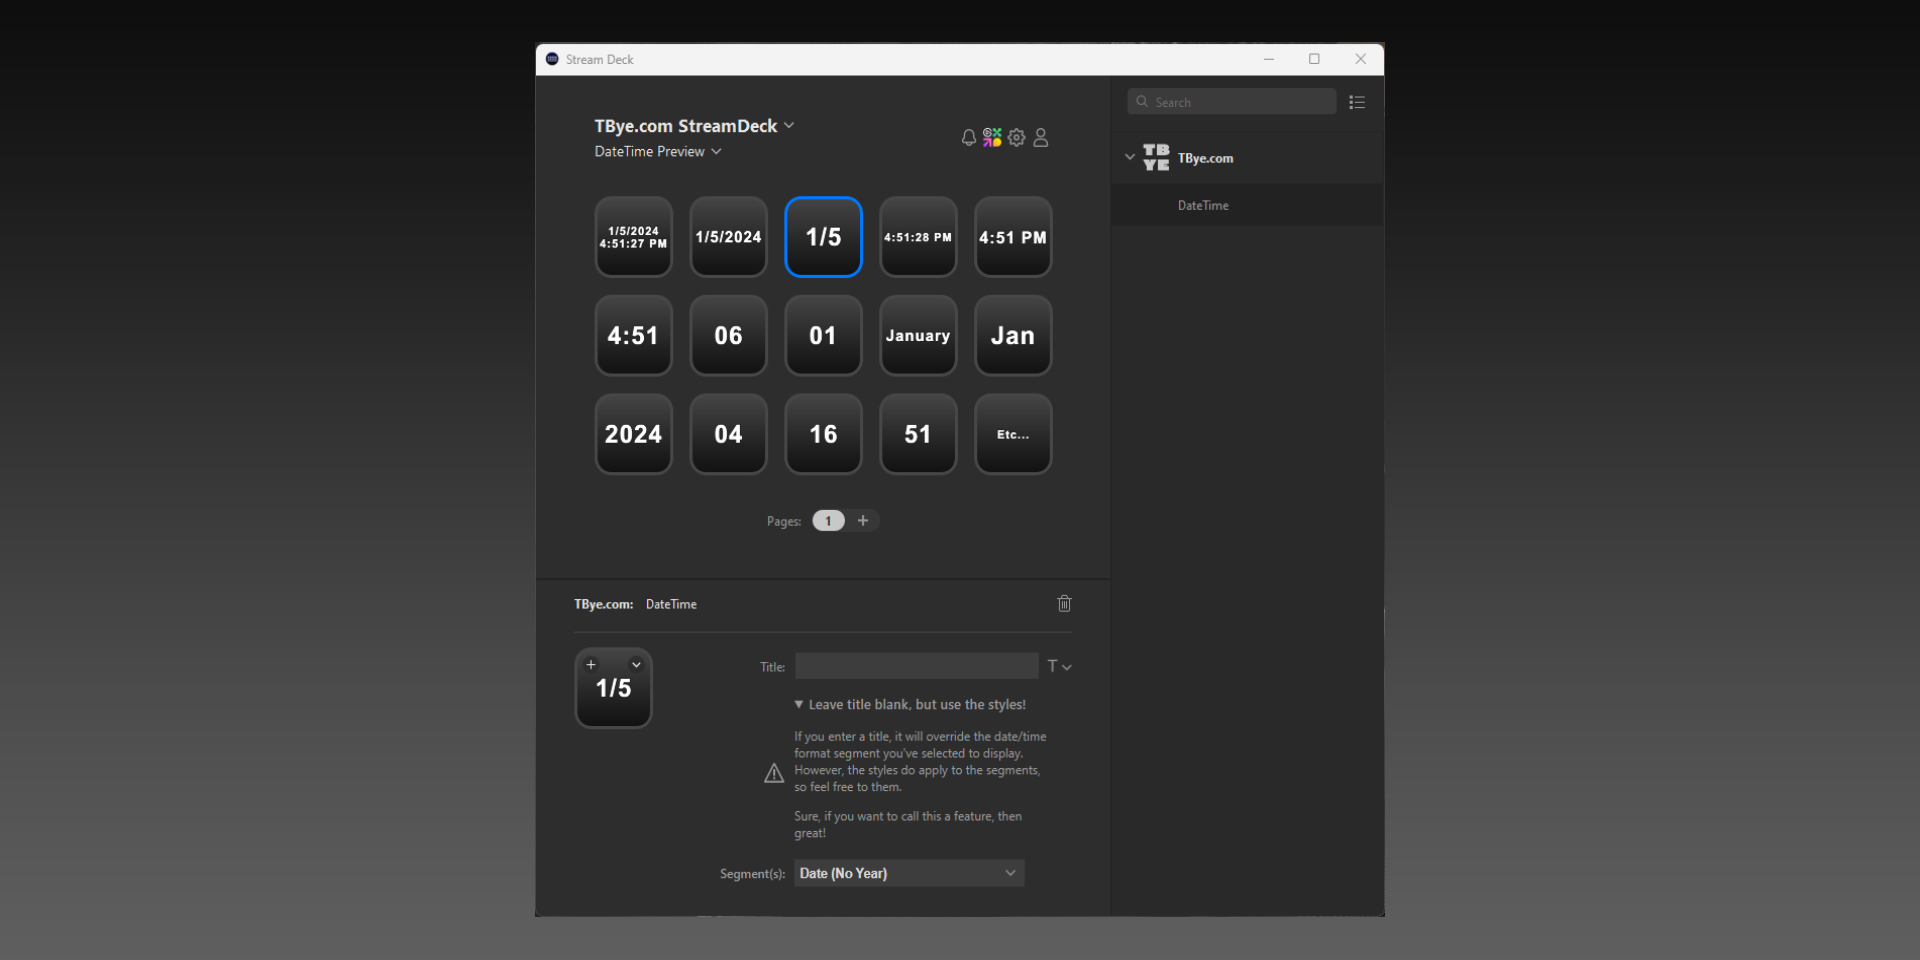 Stream Deck
Search
TBye.com StreamDeck
DateTime Preview
TB
YE
TBye.com
DateTime
1/5/2024
4:51:27 PM
1/5/2024
1/5
4:51:28 PM
4:51 PM
4:51
06
01
January
Jan
2024
04
16
51
Etc...
Pages: 1 +
TBye.com: DateTime
1/5
Title:
T
▼ Leave title blank, but use the styles!
If you enter a title, it will override the date/time
format segment you've selected to display.
However, the styles do apply to the segments,
so feel free to them.
Sure, if you want to call this a feature, then
great!
Segment(s): Date (No Year)